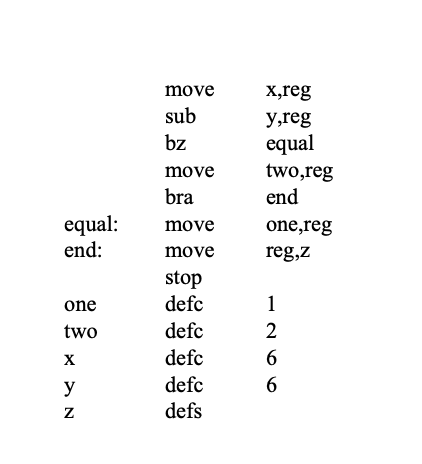 move x,reg
sub y,reg
bz equal
move two,reg
bra end
equal: move one,reg
end: move reg,z
stop
one defc 1
two defc 2
x defc 6
y defc 6
z defs